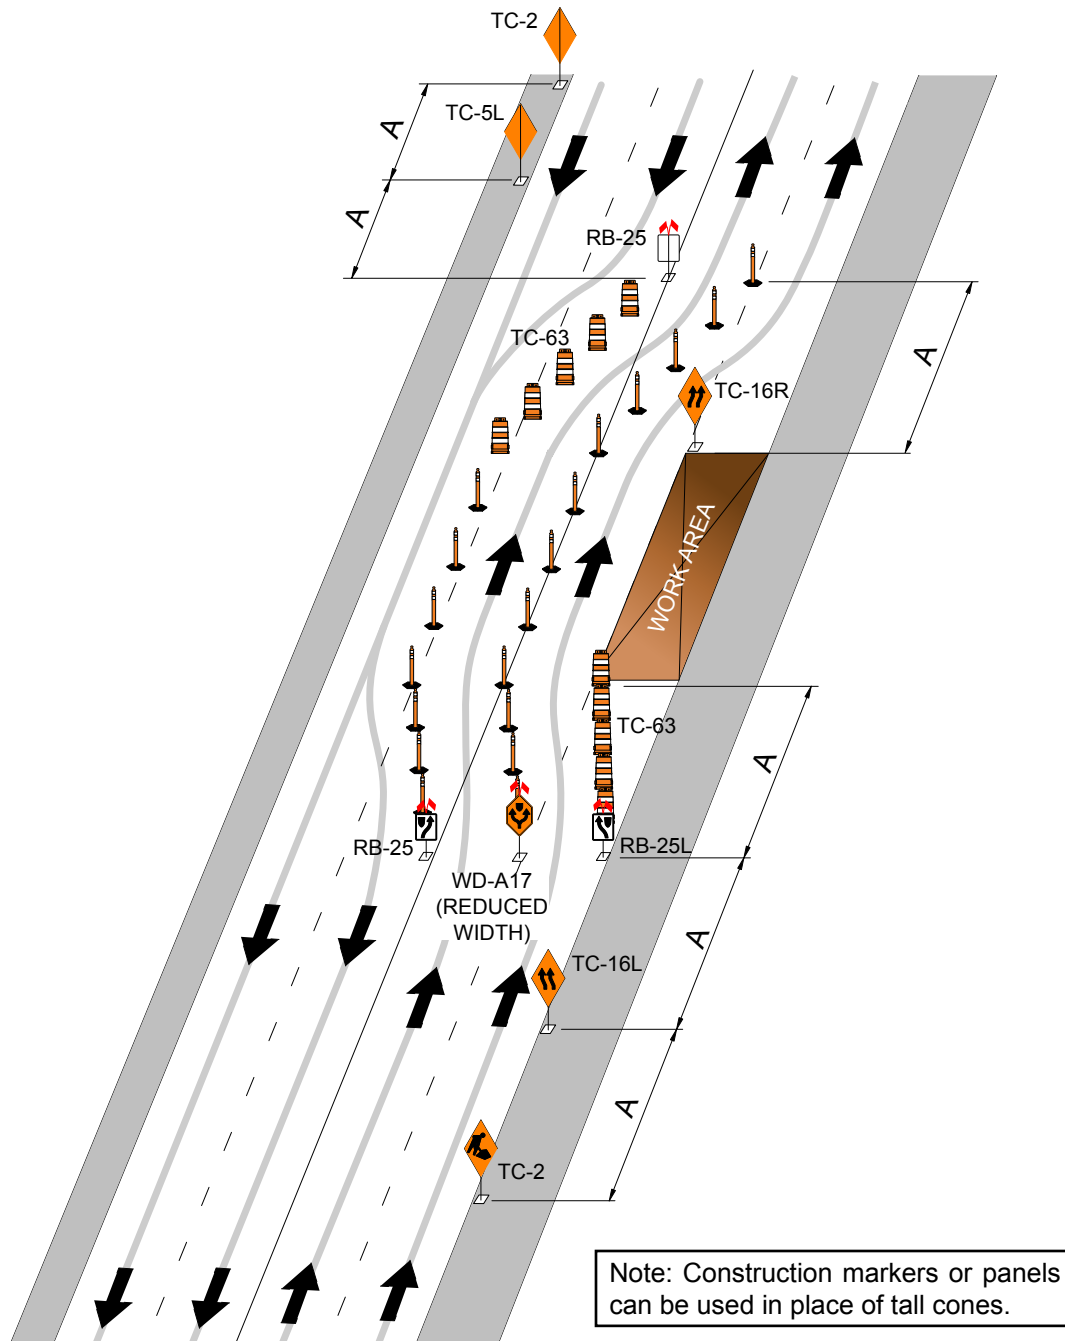 TC-2
TC-5L
A
A
RB-25
TC-63
A
TC-16R
WORK AREA
TC-63
A
RB-25
RB-25L
WD-A17
(REDUCED
WIDTH)
A
TC-16L
A
TC-2
Note: Construction markers or panels
can be used in place of tall cones.